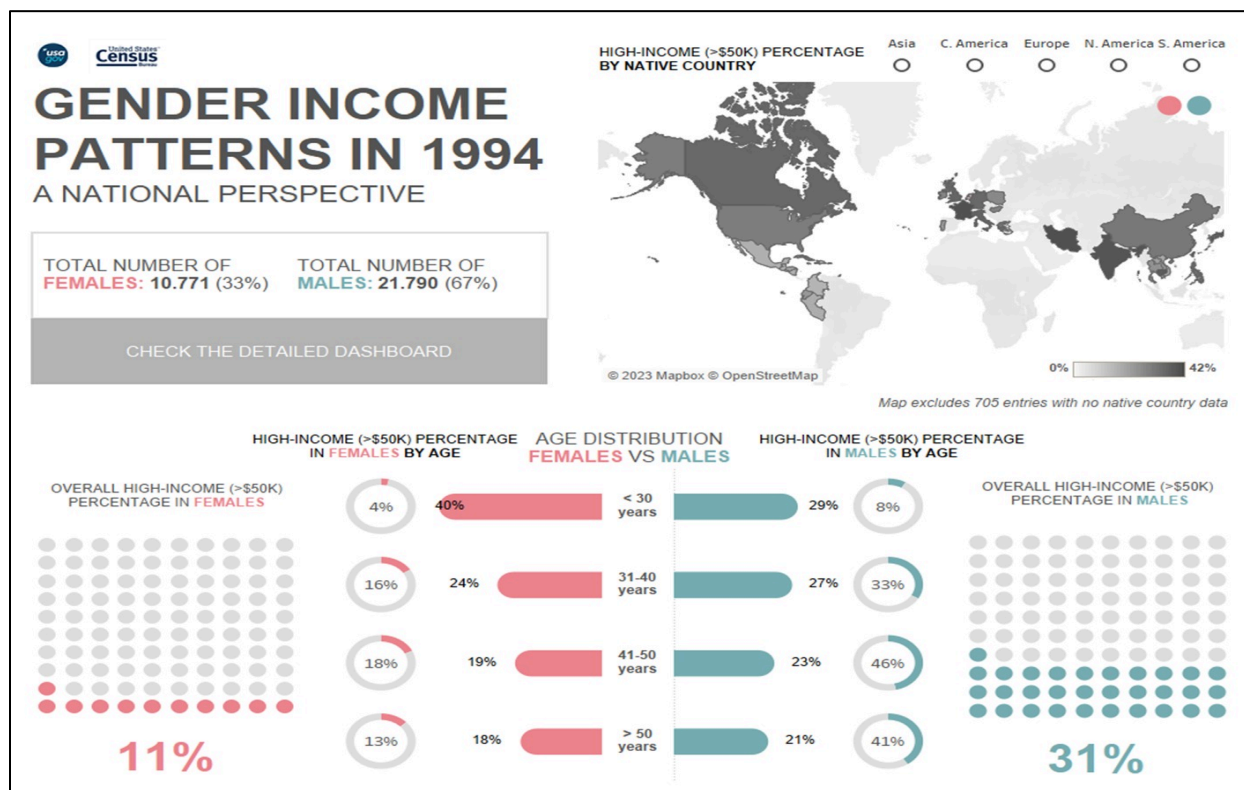 usa
gov
United States™
Census
Bureau
GENDER INCOME
PATTERNS IN 1994
A NATIONAL PERSPECTIVE
TOTAL NUMBER OF
FEMALES: 10.771 (33%)
TOTAL NUMBER OF
MALES: 21.790 (67%)
CHECK THE DETAILED DASHBOARD
HIGH-INCOME (>$50K) PERCENTAGE
BY NATIVE COUNTRY
Asia C. America Europe N. America S. America
© 2023 Mapbox © OpenStreetMap
0% 42%
Map excludes 705 entries with no native country data
OVERALL HIGH-INCOME (>$50K)
PERCENTAGE IN FEMALES
11%
HIGH-INCOME (>$50K) PERCENTAGE
IN FEMALES BY AGE
AGE DISTRIBUTION
FEMALES VS MALES
HIGH-INCOME (>$50K) PERCENTAGE
IN MALES BY AGE
4% 40% < 30 29% 8%
years
16% 24% 31-40 27% 33%
years
18% 19% 41-50 23% 46%
years
13% 18% > 50 21% 41%
years
OVERALL HIGH-INCOME (>$50K)
PERCENTAGE IN MALES
31%